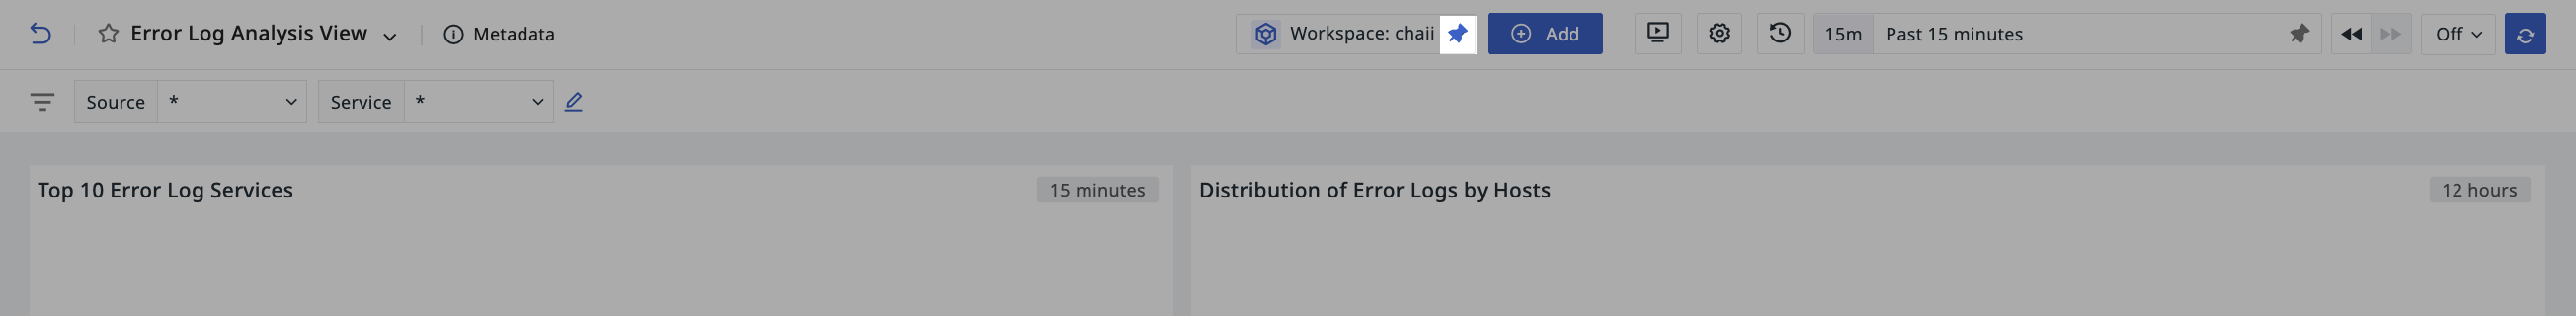 Error Log Analysis View Metadata Workspace: chaii Add 15m Past 15 minutes Off
Source * Service *
Top 10 Error Log Services 15 minutes Distribution of Error Logs by Hosts 12 hours